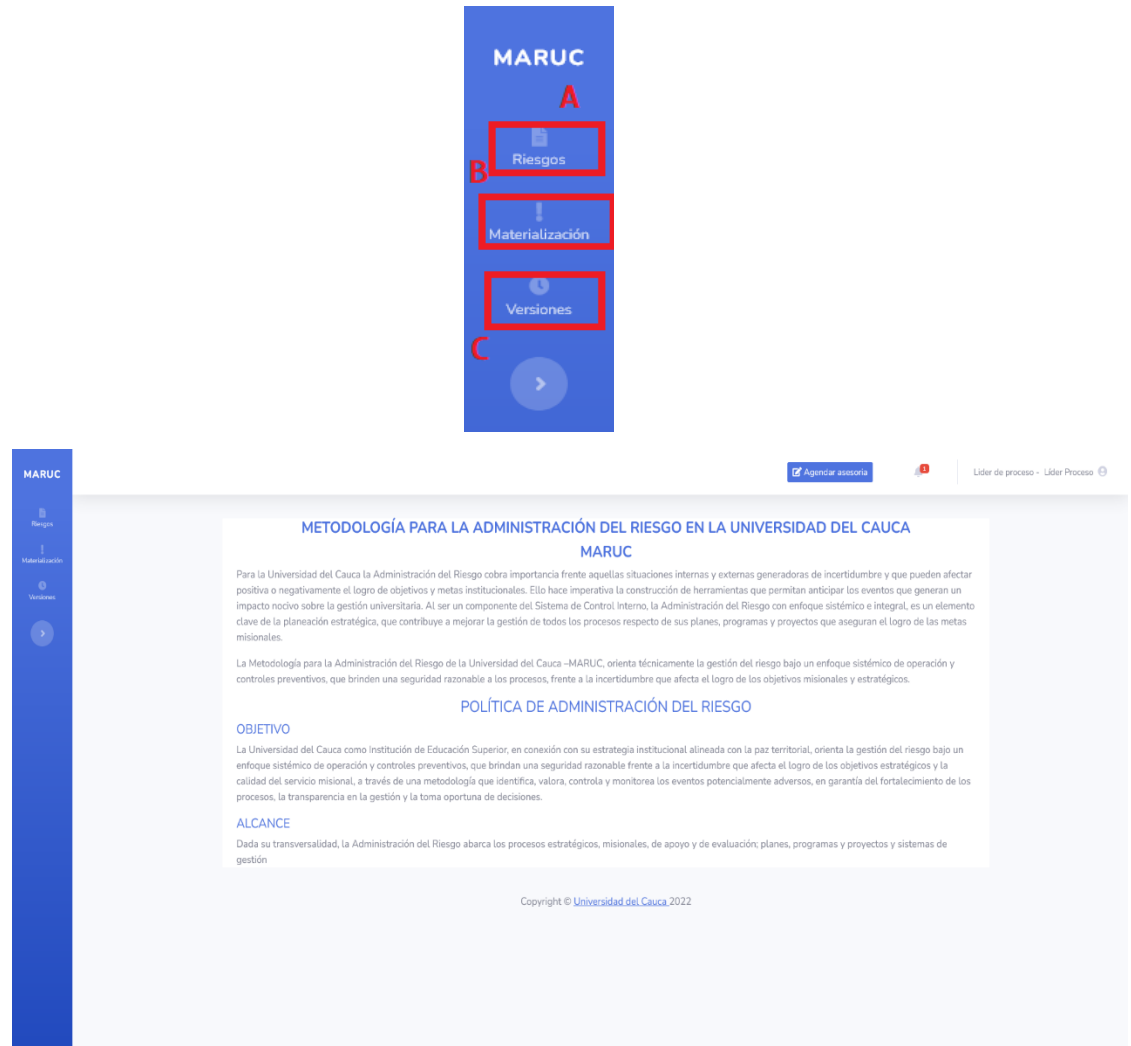 MARUC
A
Riesgos
B
Materialización
C
Versiones
MARUC
Agendar asesoria
1
Lider de proceso - Líder Proceso
Riesgos
Materialización
Versiones
METODOLOGÍA PARA LA ADMINISTRACIÓN DEL RIESGO EN LA UNIVERSIDAD DEL CAUCA
MARUC
Para la Universidad del Cauca la Administración del Riesgo cobra importancia frente aquellas situaciones internas y externas generadoras de incertidumbre y que pueden afectar
positiva o negativamente el logro de objetivos y metas institucionales. Ello hace imperativa la construcción de herramientas que permitan anticipar los eventos que generan un
impacto nocivo sobre la gestión universitaria. Al ser un componente del Sistema de Control Interno, la Administración del Riesgo con enfoque sistémico e integral, es un elemento
clave de la planeación estratégica, que contribuye a mejorar la gestión de todos los procesos respecto de sus planes, programas y proyectos que aseguran el logro de las metas
misionales.
La Metodología para la Administración del Riesgo de la Universidad del Cauca –MARUC, orienta técnicamente la gestión del riesgo bajo un enfoque sistémico de operación y
controles preventivos, que brinden una seguridad razonable a los procesos, frente a la incertidumbre que afecta el logro de los objetivos misionales y estratégicos.
POLÍTICA DE ADMINISTRACIÓN DEL RIESGO
OBJETIVO
La Universidad del Cauca como Institución de Educación Superior, en conexión con su estrategia institucional alineada con la paz territorial, orienta la gestión del riesgo bajo un
enfoque sistémico de operación y controles preventivos, que brindan una seguridad razonable frente a la incertidumbre que afecta el logro de los objetivos estratégicos y la
calidad del servicio misional, a través de una metodología que identifica, valora, controla y monitorea los eventos potencialmente adversos, en garantía del fortalecimiento de los
procesos, la transparencia en la gestión y la toma oportuna de decisiones.
ALCANCE
Dada su transversalidad, la Administración del Riesgo abarca los procesos estratégicos, misionales, de apoyo y de evaluación; planes, programas y proyectos y sistemas de
gestión
Copyright © Universidad del Cauca 2022